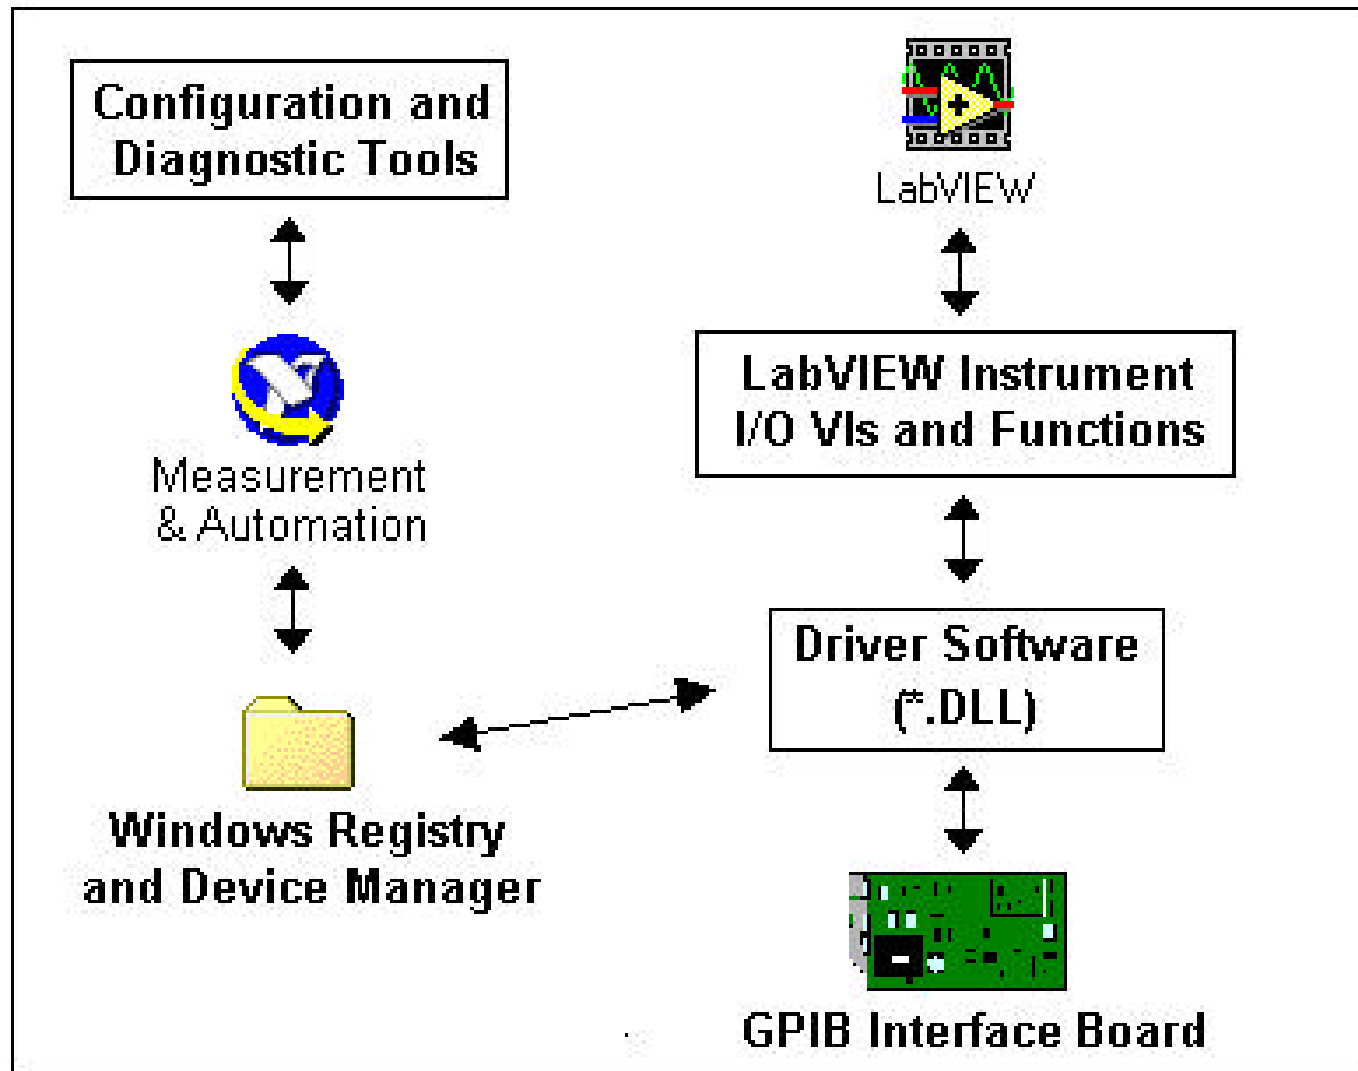 Configuration and
Diagnostic Tools
LabVIEW
Measurement
& Automation
LabVIEW Instrument
I/O VIs and Functions
Driver Software
(*.DLL)
Windows Registry
and Device Manager
GPIB Interface Board